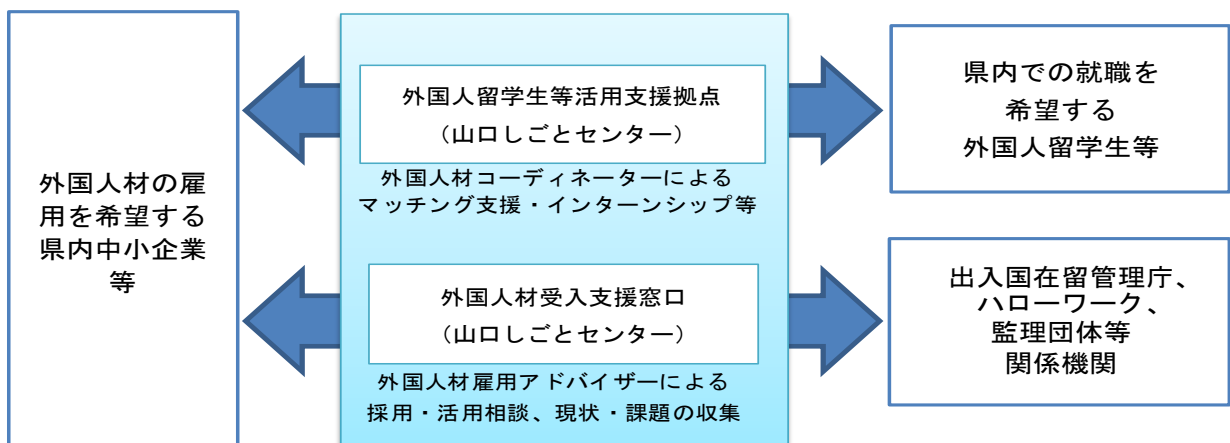 外国人材の雇
用を希望する
県内中小企業
等
外国人留学生等活用支援拠点
（山口しごとセンター）
外国人材コーディネーターによる
マッチング支援・インターンシップ等
外国人材受入支援窓口
（山口しごとセンター）
外国人材雇用アドバイザーによる
採用・活用相談、現状・課題の収集
県内での就職を
希望する
外国人留学生等
出入国在留管理庁、
ハローワーク、
監理団体等
関係機関